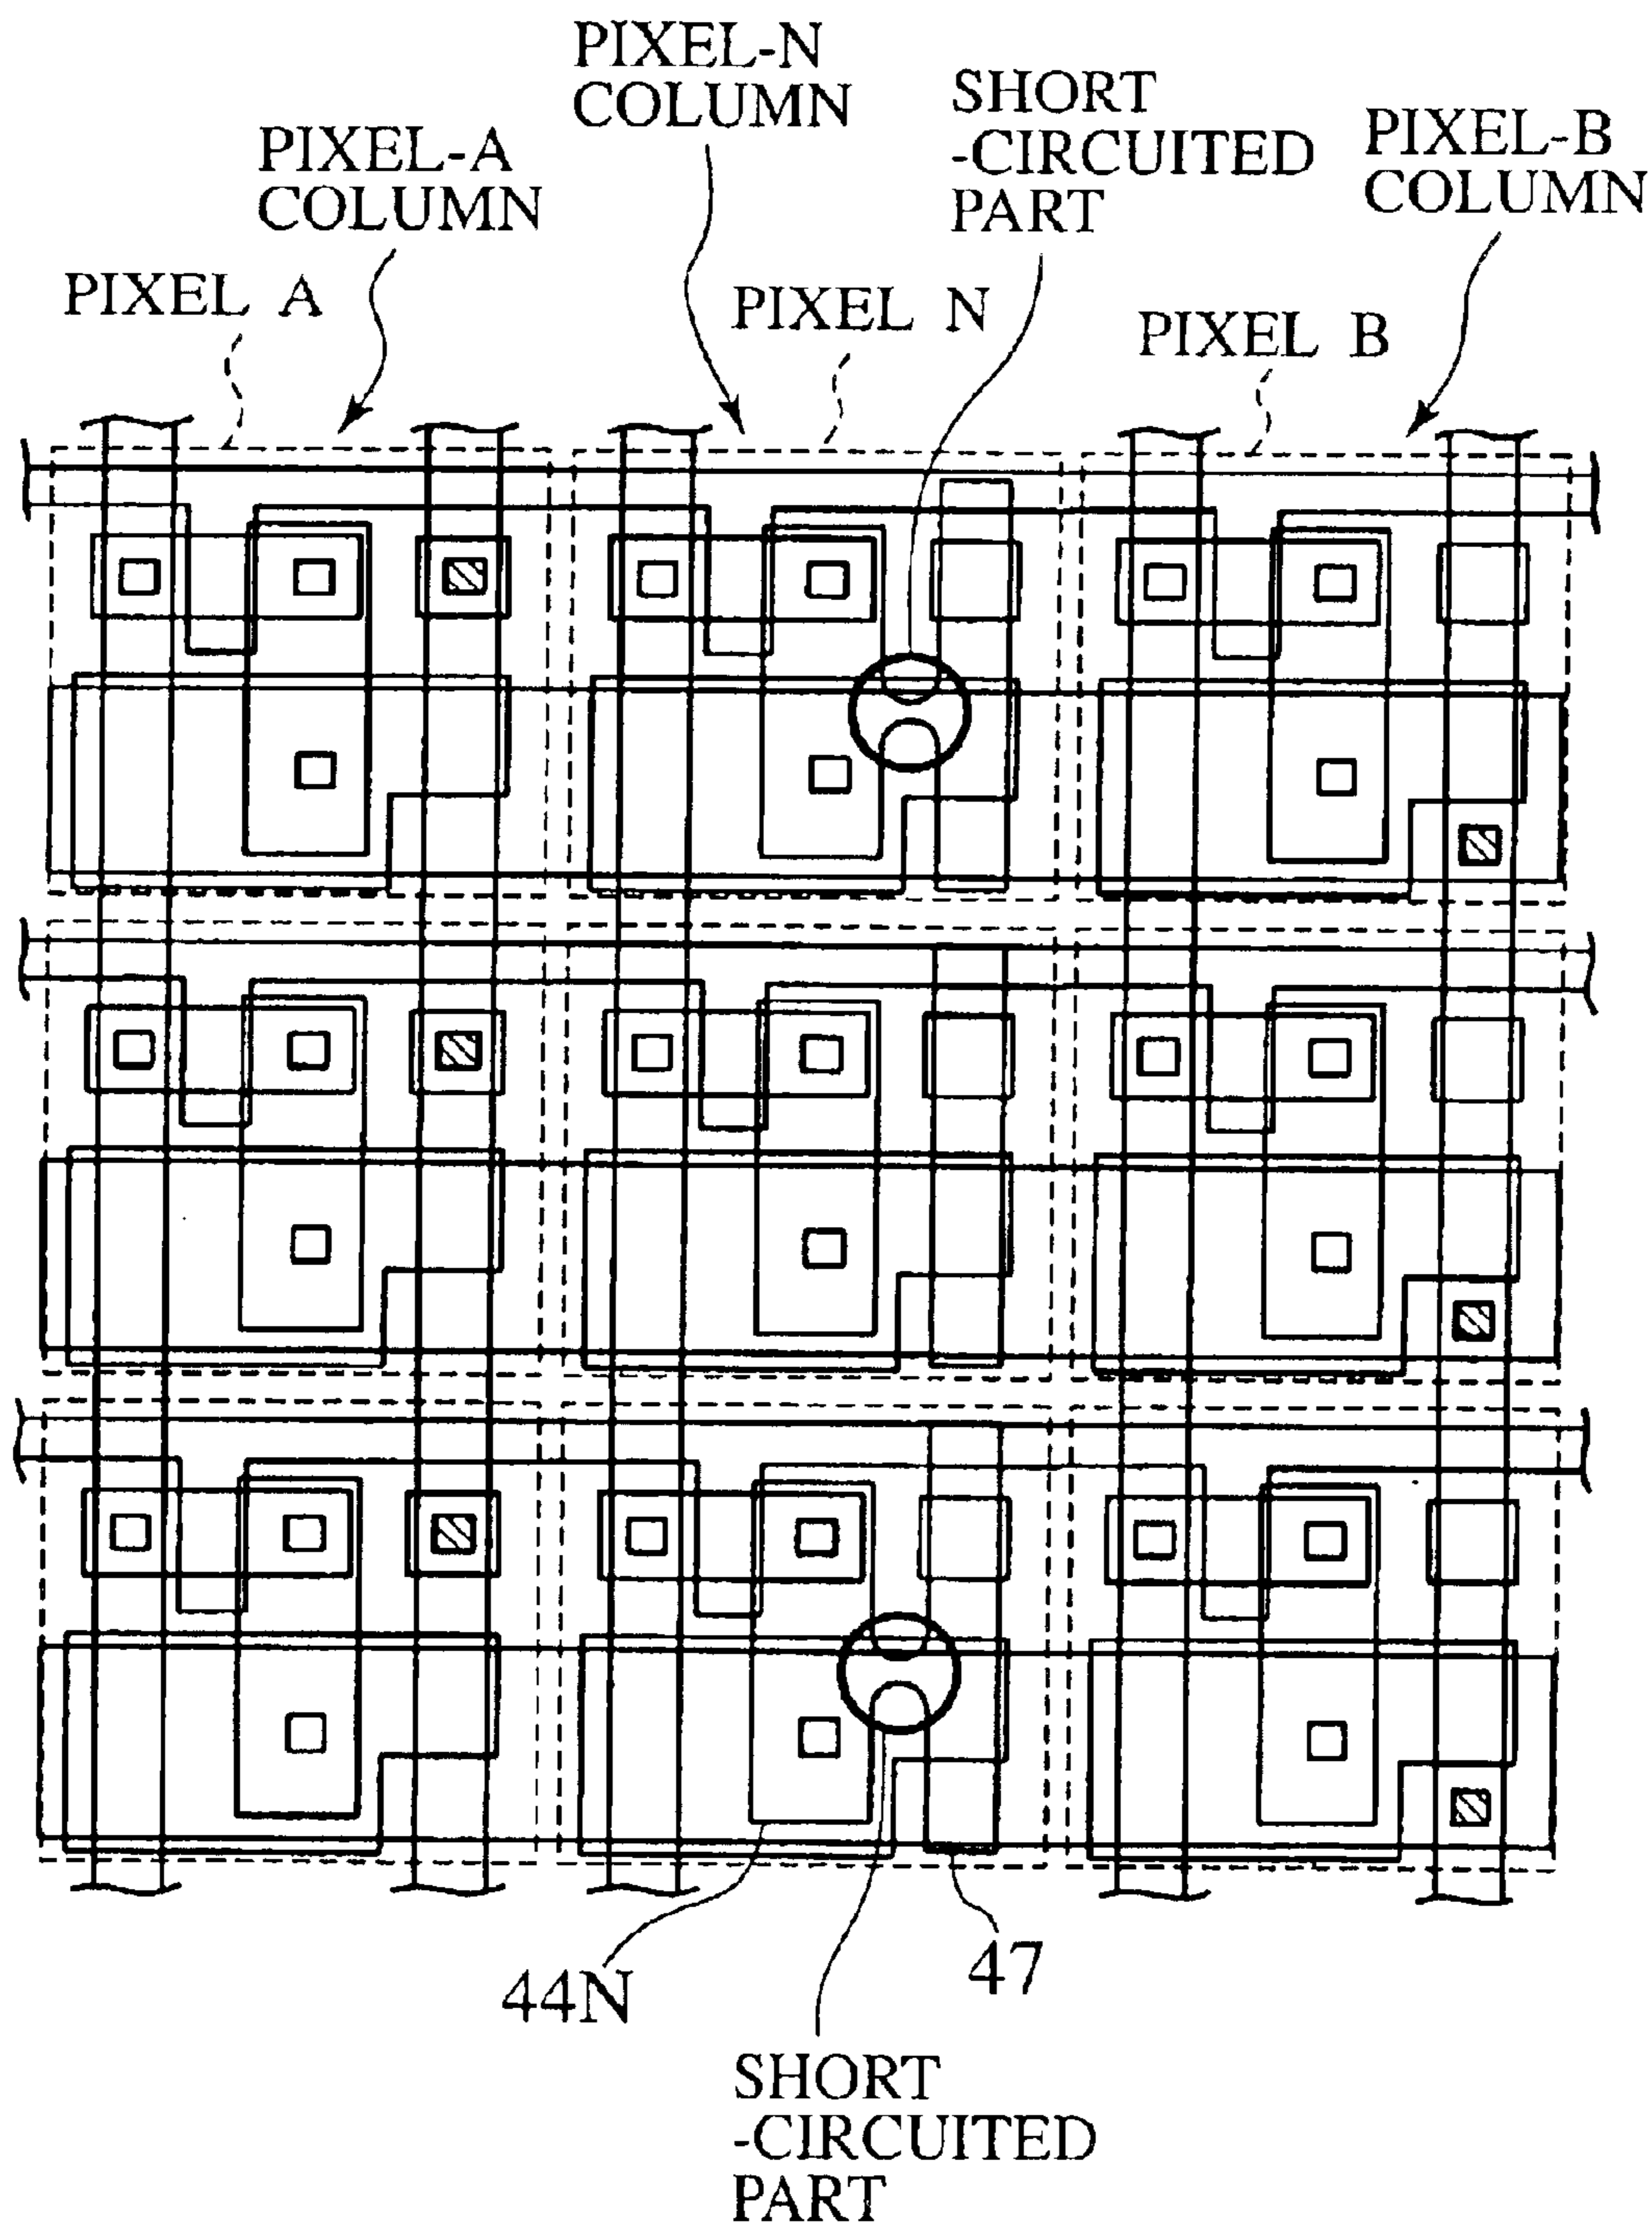 PIXEL-N
COLUMN
SHORT
-CIRCUITED
PART
PIXEL-A
COLUMN
PIXEL-B
COLUMN
PIXEL A
PIXEL N
PIXEL B
44N
47
SHORT
-CIRCUITED
PART